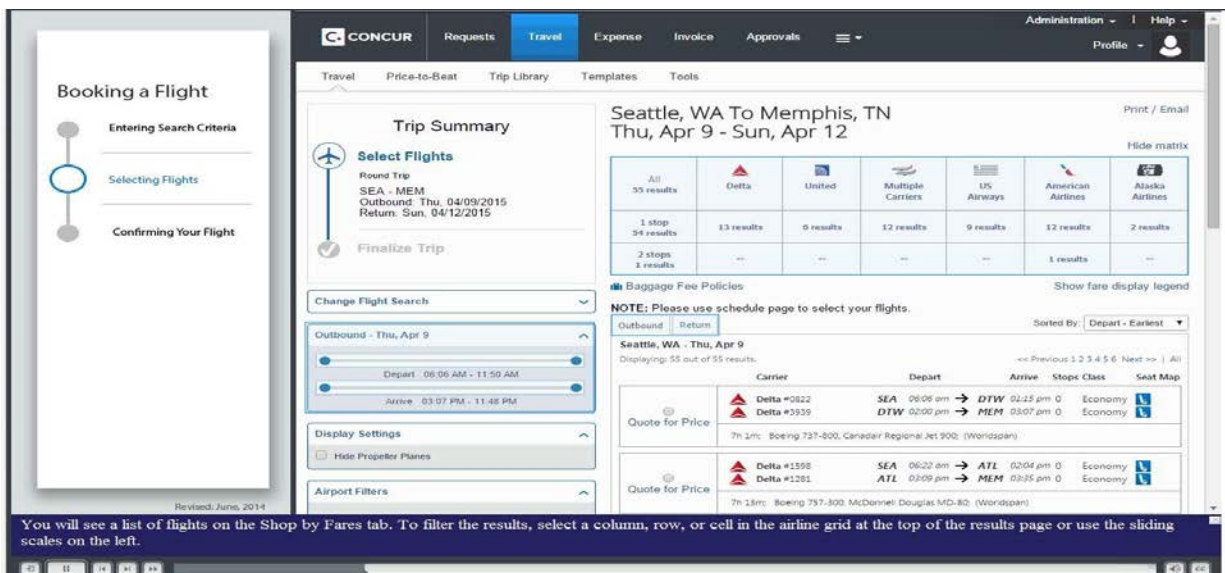 Booking a Flight
Entering Search Criteria
Selecting Flights
Confirming Your Flight
Revised: June, 2014
C. CONCUR
Requests
Travel
Expense
Invoice
Approvals
Administration
Help
Profile
Travel
Price-to-Beat
Trip Library
Templates
Tools
Trip Summary
Select Flights
Round Trip
SEA - MEM
Outbound: Thu, 04/09/2015
Return: Sun, 04/12/2015
Finalize Trip
Change Flight Search
Outbound - Thu, Apr 9
Depart 06:06 AM - 11:50 AM
Arrive 03:07 PM - 11:48 PM
Display Settings
Hide Propeller Planes
Airport Filters
Seattle, WA To Memphis, TN
Thu, Apr 9 - Sun, Apr 12
Print / Email
Hide matrix
All
55 results
Delta
United
Multiple Carriers
US Airways
American Airlines
Alaska Airlines
1 stop
54 results
13 results
6 results
12 results
9 results
12 results
2 results
2 stops
1 results
--
--
--
--
1 results
--
Baggage Fee Policies
Show fare display legend
NOTE: Please use schedule page to select your flights.
Outbound
Return
Sorted By: Depart - Earliest
Seattle, WA - Thu, Apr 9
Displaying: 55 out of 55 results.
<< Previous 1 2 3 4 5 6 Next >> | All
Carrier Depart Arrive Stops Class Seat Map
Quote for Price
Delta #0822 SEA 06:06 am → DTW 01:15 pm 0 Economy
Delta #3939 DTW 02:00 pm → MEM 03:07 pm 0 Economy
7h 1m; Boeing 737-800, Canadair Regional Jet 900; (Worldspan)
Quote for Price
Delta #1598 SEA 06:22 am → ATL 02:04 pm 0 Economy
Delta #1281 ATL 03:09 pm → MEM 03:35 pm 0 Economy
7h 13m; Boeing 757-300, McDonnell Douglas MD-80; (Worldspan)
You will see a list of flights on the Shop by Fares tab. To filter the results, select a column, row, or cell in the airline grid at the top of the results page or use the sliding
scales on the left.